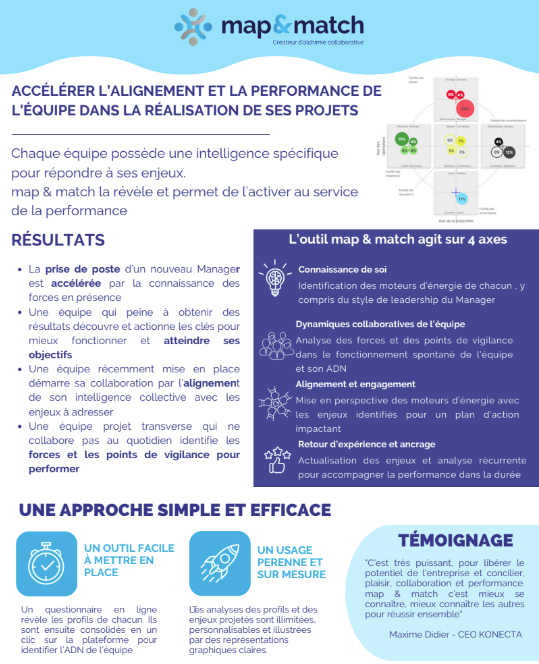 map&match
Créateur d'alchimie collaborative
ACCÉLÉRER L'ALIGNEMENT ET LA PERFORMANCE DE
L'ÉQUIPE DANS LA RÉALISATION DE SES PROJETS
Chaque équipe possède une intelligence spécifique
pour répondre à ses enjeux.
map & match la révèle et permet de l'activer au service
de la performance
RÉSULTATS
La prise de poste d'un nouveau Manager
est accélérée par la connaissance des
forces en présence
Une équipe qui peine à obtenir des
résultats découvre et actionne les clés pour
mieux fonctionner et atteindre ses
objectifs
Une équipe récemment mise en place
démarre sa collaboration par l'alignement
de son intelligence collective avec les
enjeux à adresser
Une équipe projet transverse qui ne
collabore pas au quotidien identifie les
forces et les points de vigilance pour
performer
L'outil map & match agit sur 4 axes
Connaissance de soi
Identification des moteurs d'énergie de chacun , y
compris du style de leadership du Manager
Dynamiques collaboratives de l'équipe
Analyse des forces et des points de vigilance
dans le fonctionnement spontané de l'équipe
et son ADN
Alignement et engagement
Mise en perspective des moteurs d'énergie avec
les enjeux identifiés pour un plan d'action
impactant
Retour d'expérience et ancrage
Actualisation des enjeux et analyse récurrente
pour accompagner la performance dans la durée
UNE APPROCHE SIMPLE ET EFFICACE
UN OUTIL FACILE
À METTRE EN
PLACE
Un questionnaire en ligne
révèle les profils de chacun. Ils
sont ensuite consolidés en un
clic sur la plateforme pour
identifier l'ADN de l'équipe
UN USAGE
PERENNE ET
SUR MESURE
Les analyses des profils et des
enjeux projetés sont illimitées,
personnalisables et illustrées
par des représentations
graphiques claires.
TÉMOIGNAGE
"C'est très puissant, pour libérer le
potentiel de l'entreprise et concilier,
plaisir, collaboration et performance.
map & match c'est mieux se
connaître, mieux connaître les autres
pour réussir ensemble"
Maxime Didier - CEO KONECTA